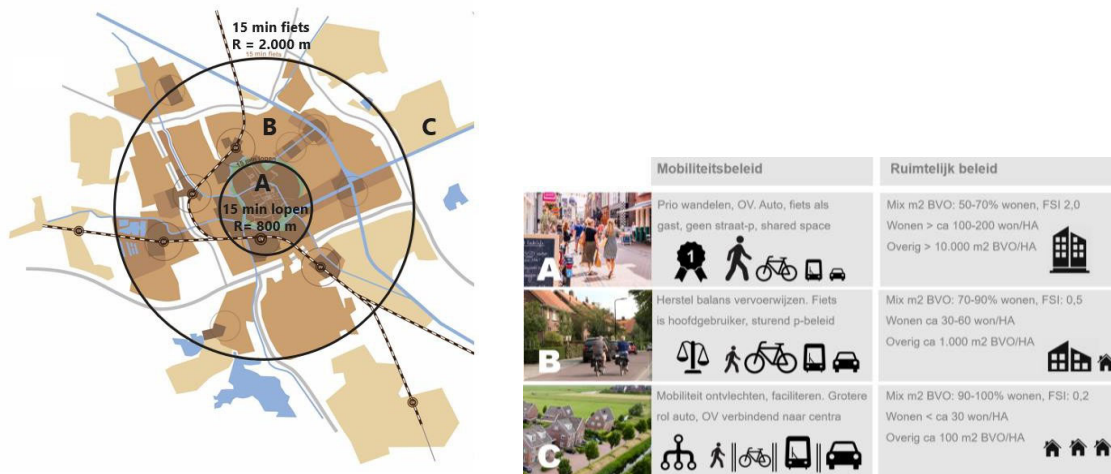 15 min fiets
R = 2.000 m
15 min fiets
B
C
A
15 min lopen
R= 800 m
Mobiliteitsbeleid
Ruimtelijk beleid
A
Prio wandelen, OV. Auto, fiets als
gast, geen straat-p, shared space
1
Mix m2 BVO: 50-70% wonen, FSI 2,0
Wonen > ca 100-200 won/HA
Overig > 10.000 m2 BVO/HA
B
Herstel balans vervoerwijzen. Fiets
is hoofdgebruiker, sturend p-beleid
Mix m2 BVO: 70-90% wonen, FSI: 0,5
Wonen ca 30-60 won/HA
Overig ca 1.000 m2 BVO/HA
C
Mobiliteit ontvlechten, faciliteren. Grotere
rol auto, OV verbindend naar centra
Mix m2 BVO: 90-100% wonen, FSI: 0,2
Wonen < ca 30 won/HA
Overig ca 100 m2 BVO/HA